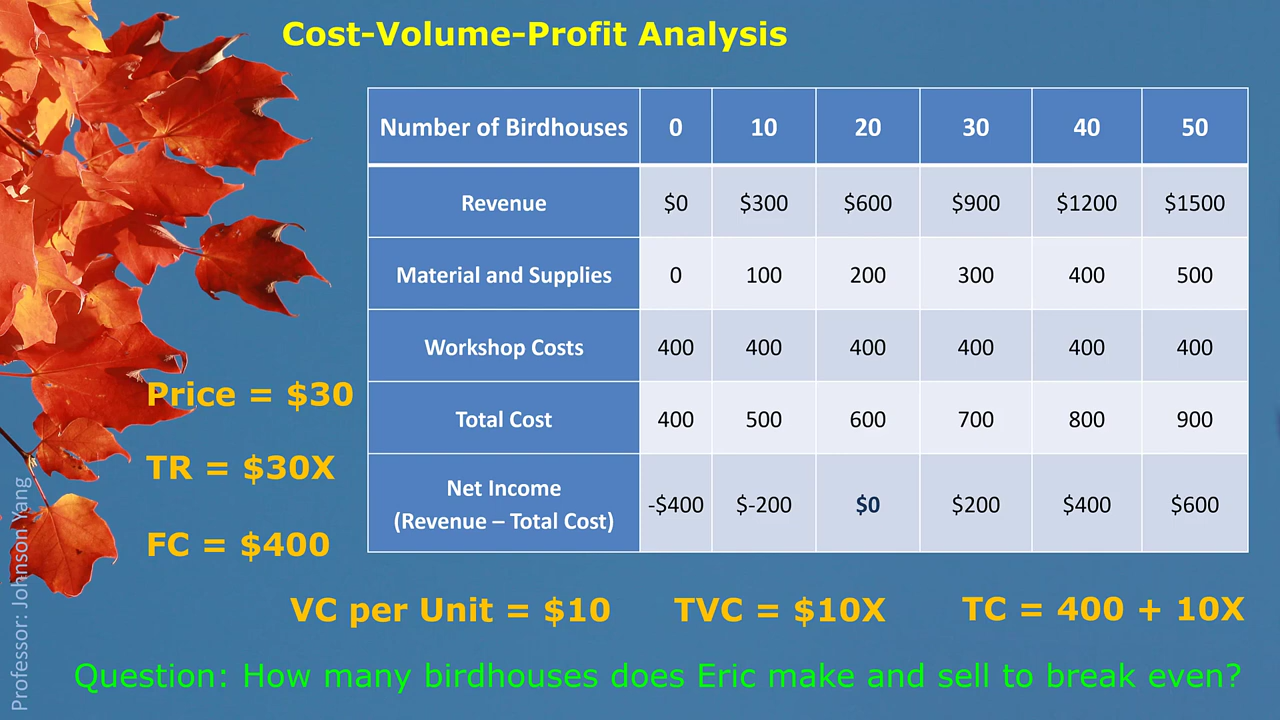 Cost-Volume-Profit Analysis
Number of Birdhouses 0 10 20 30 40 50
Revenue $0 $300 $600 $900 $1200 $1500
Material and Supplies 0 100 200 300 400 500
Workshop Costs 400 400 400 400 400 400
Total Cost 400 500 600 700 800 900
Net Income
(Revenue – Total Cost) -$400 $-200 $0 $200 $400 $600
Price = $30
TR = $30X
FC = $400
VC per Unit = $10 TVC = $10X TC = 400 + 10X
Question: How many birdhouses does Eric make and sell to break even?
Professor: Johnson Yang